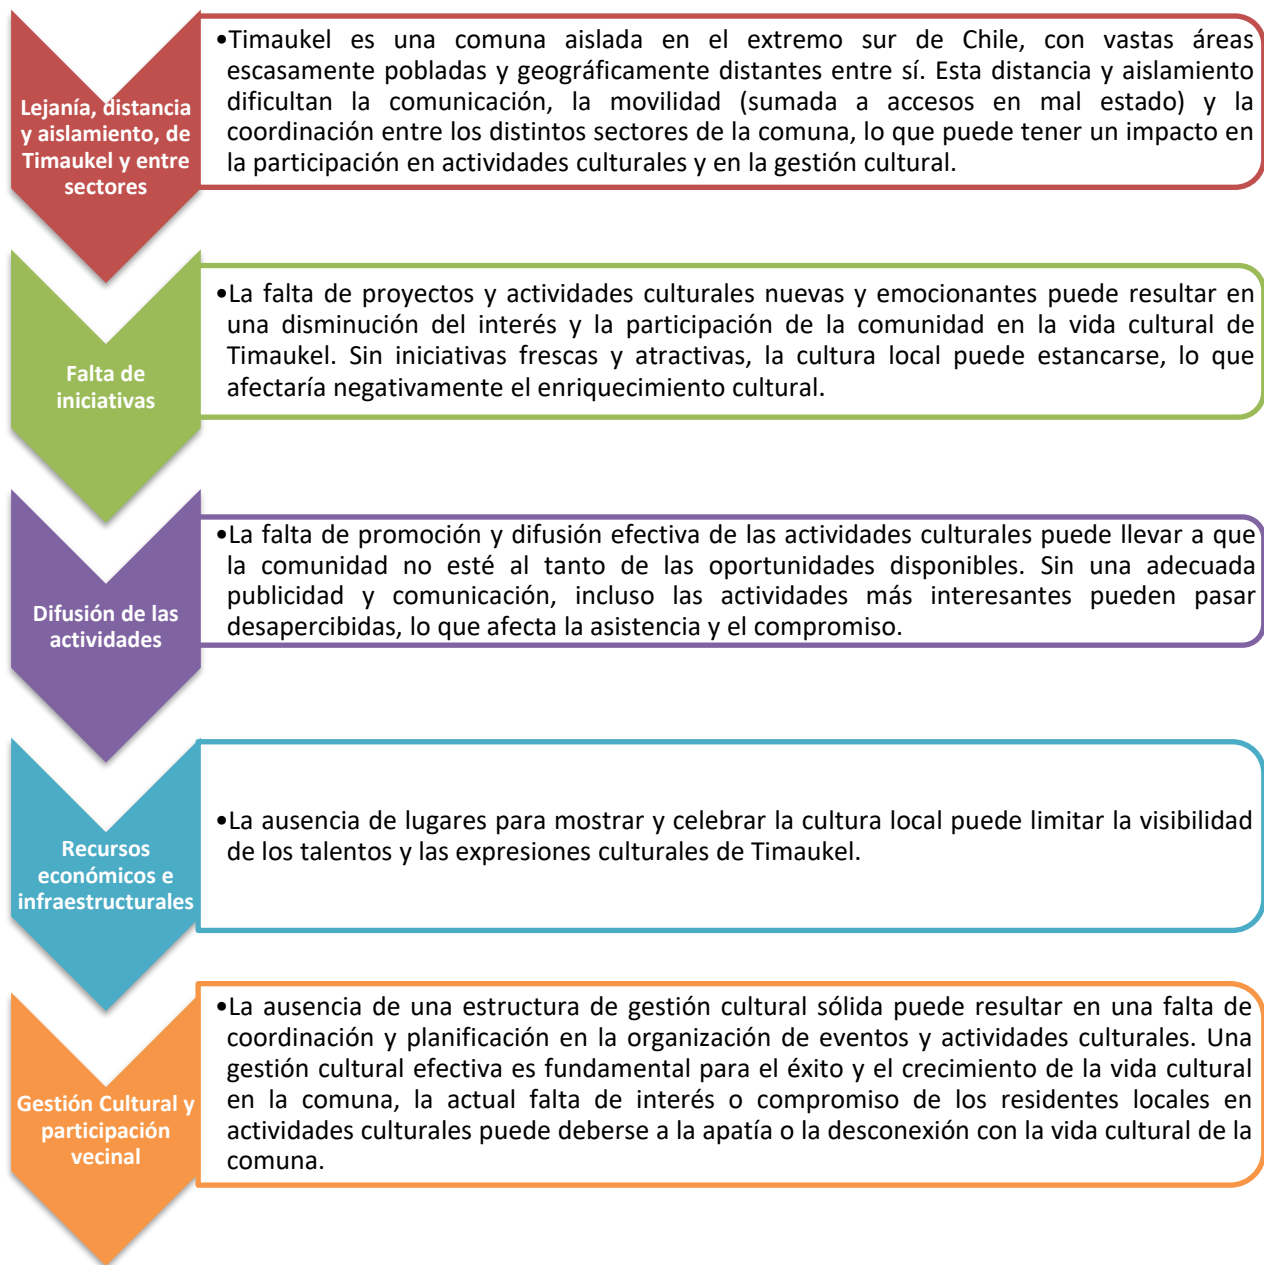 Lejanía, distancia
y aislamiento, de
Timaukel y entre
sectores
•Timaukel es una comuna aislada en el extremo sur de Chile, con vastas áreas
escasamente pobladas y geográficamente distantes entre sí. Esta distancia y aislamiento
dificultan la comunicación, la movilidad (sumada a accesos en mal estado) y la
coordinación entre los distintos sectores de la comuna, lo que puede tener un impacto en
la participación en actividades culturales y en la gestión cultural.
Falta de
iniciativas
•La falta de proyectos y actividades culturales nuevas y emocionantes puede resultar en
una disminución del interés y la participación de la comunidad en la vida cultural de
Timaukel. Sin iniciativas frescas y atractivas, la cultura local puede estancarse, lo que
afectaría negativamente el enriquecimiento cultural.
Difusión de las
actividades
•La falta de promoción y difusión efectiva de las actividades culturales puede llevar a que
la comunidad no esté al tanto de las oportunidades disponibles. Sin una adecuada
publicidad y comunicación, incluso las actividades más interesantes pueden pasar
desapercibidas, lo que afecta la asistencia y el compromiso.
Recursos
económicos e
infraestructurales
•La ausencia de lugares para mostrar y celebrar la cultura local puede limitar la visibilidad
de los talentos y las expresiones culturales de Timaukel.
Gestión Cultural y
participación
vecinal
•La ausencia de una estructura de gestión cultural sólida puede resultar en una falta de
coordinación y planificación en la organización de eventos y actividades culturales. Una
gestión cultural efectiva es fundamental para el éxito y el crecimiento de la vida cultural
en la comuna, la actual falta de interés o compromiso de los residentes locales en
actividades culturales puede deberse a la apatía o la desconexión con la vida cultural de la
comuna.